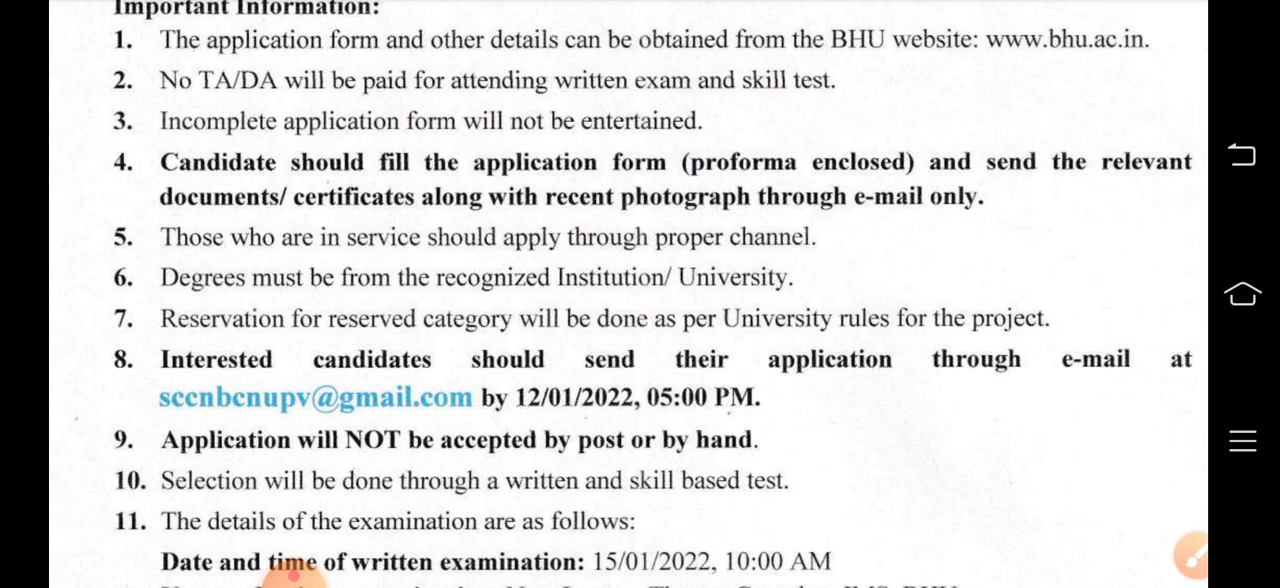 Important Information:
1. The application form and other details can be obtained from the BHU website: www.bhu.ac.in.
2. No TA/DA will be paid for attending written exam and skill test.
3. Incomplete application form will not be entertained.
4. Candidate should fill the application form (proforma enclosed) and send the relevant
documents/ certificates along with recent photograph through e-mail only.
5. Those who are in service should apply through proper channel.
6. Degrees must be from the recognized Institution/ University.
7. Reservation for reserved category will be done as per University rules for the project.
8. Interested candidates should send their application through e-mail at
sccnbcnupv@gmail.com by 12/01/2022, 05:00 PM.
9. Application will NOT be accepted by post or by hand.
10. Selection will be done through a written and skill based test.
11. The details of the examination are as follows:
Date and time of written examination: 15/01/2022, 10:00 AM